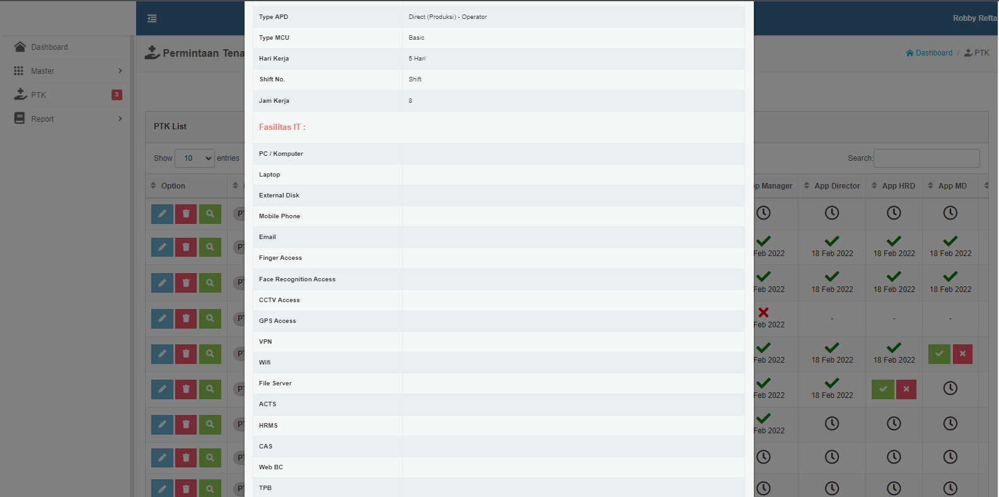 Robby Refta
Dashboard
Master
PTK 3
Report
Permintaan Tena
Dashboard / PTK
Type APD Direct (Produksi) - Operator
Type MCU Basic
Hari Kerja 5 Hari
Shift No. Shift
Jam Kerja 8
Fasilitas IT :
PC / Komputer
Laptop
External Disk
Mobile Phone
Email
Finger Access
Face Recognition Access
CCTV Access
GPS Access
VPN
Wifi
File Server
ACTS
HRMS
CAS
Web BC
TPB
PTK List
Show 10 entries
Search:
Option
p Manager App Director App HRD App MD
PT
PT Feb 2022 18 Feb 2022 18 Feb 2022 18 Feb 2022
PT Feb 2022 18 Feb 2022 18 Feb 2022 18 Feb 2022
PT Feb 2022 - - -
PT Feb 2022 18 Feb 2022 18 Feb 2022
PT Feb 2022 18 Feb 2022
PT Feb 2022
PT
PT